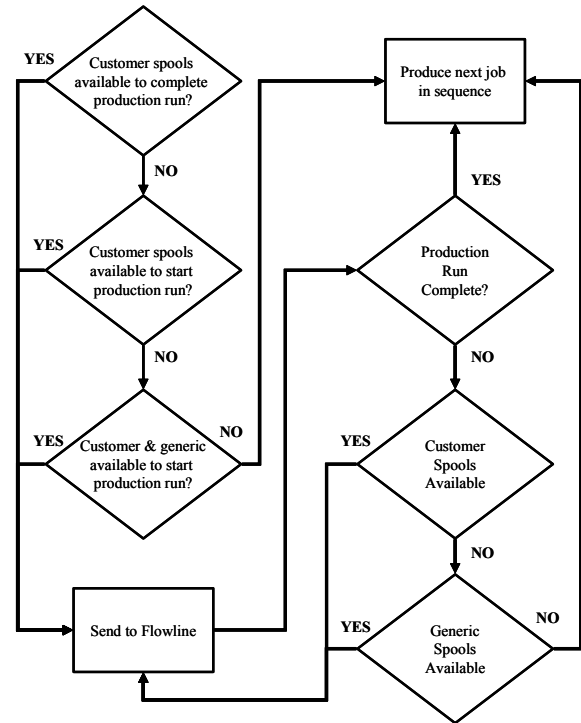 YES
Customer spools
available to complete
production run?
NO
YES
Customer spools
available to start
production run?
NO
YES
Customer & generic
available to start
production run?
NO
Send to Flowline
Produce next job
in sequence
YES
Production
Run
Complete?
NO
YES
Customer
Spools
Available
NO
YES
Generic
Spools
Available
NO